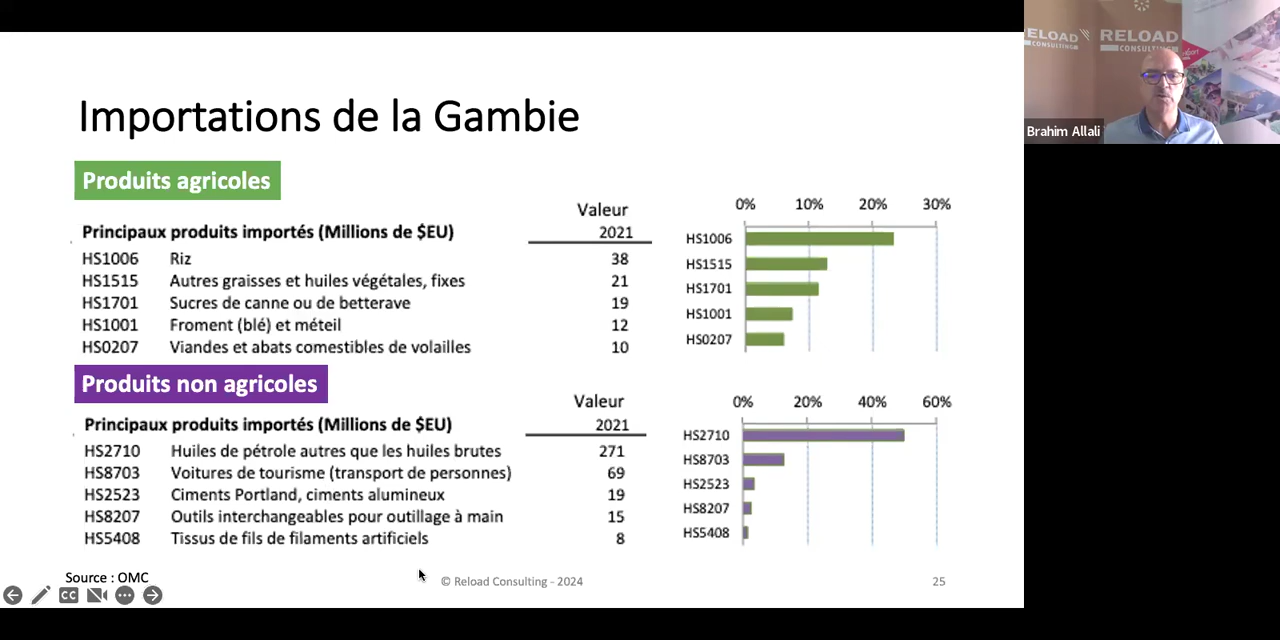 Importations de la Gambie
Produits agricoles
Valeur
Principaux produits importés (Millions de $EU) 2021
HS1006 Riz 38
HS1515 Autres graisses et huiles végétales, fixes 21
HS1701 Sucres de canne ou de betterave 19
HS1001 Froment (blé) et méteil 12
HS0207 Viandes et abats comestibles de volailles 10
0% 10% 20% 30%
HS1006
HS1515
HS1701
HS1001
HS0207
Produits non agricoles
Valeur
Principaux produits importés (Millions de $EU) 2021
HS2710 Huiles de pétrole autres que les huiles brutes 271
HS8703 Voitures de tourisme (transport de personnes) 69
HS2523 Ciments Portland, ciments alumineux 19
HS8207 Outils interchangeables pour outillage à main 15
HS5408 Tissus de fils de filaments artificiels 8
0% 20% 40% 60%
HS2710
HS8703
HS2523
HS8207
HS5408
Source : OMC
© Reload Consulting - 2024
25
CC
ELOAD
CONSULTING
RELOAD
CONSULTING
Brahim Allali